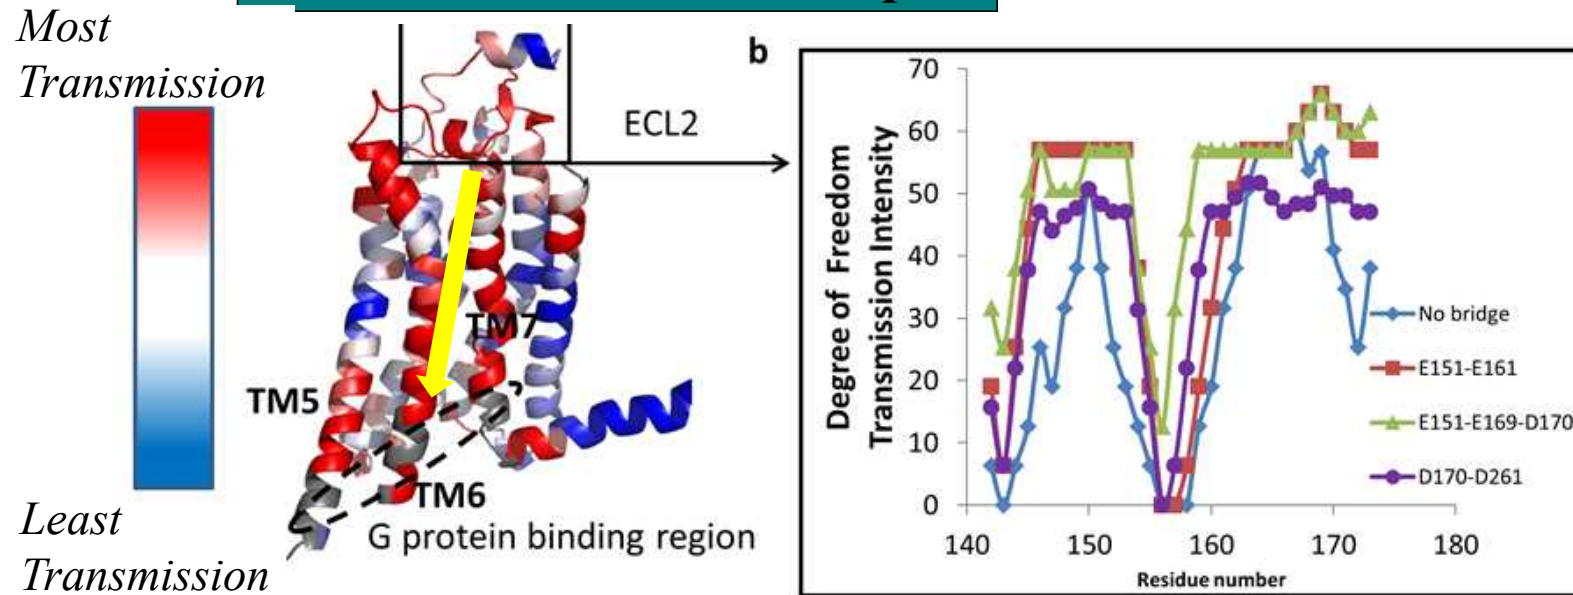 Most
Transmission
ECL2
TM7
TM5
TM6
G protein binding region
Least
Transmission
b
Degree of Freedom
Transmission Intensity
70
60
50
40
30
20
10
0
140 150 160 170 180
Residue number
No bridge
E151-E161
E151-E169-D170
D170-D261